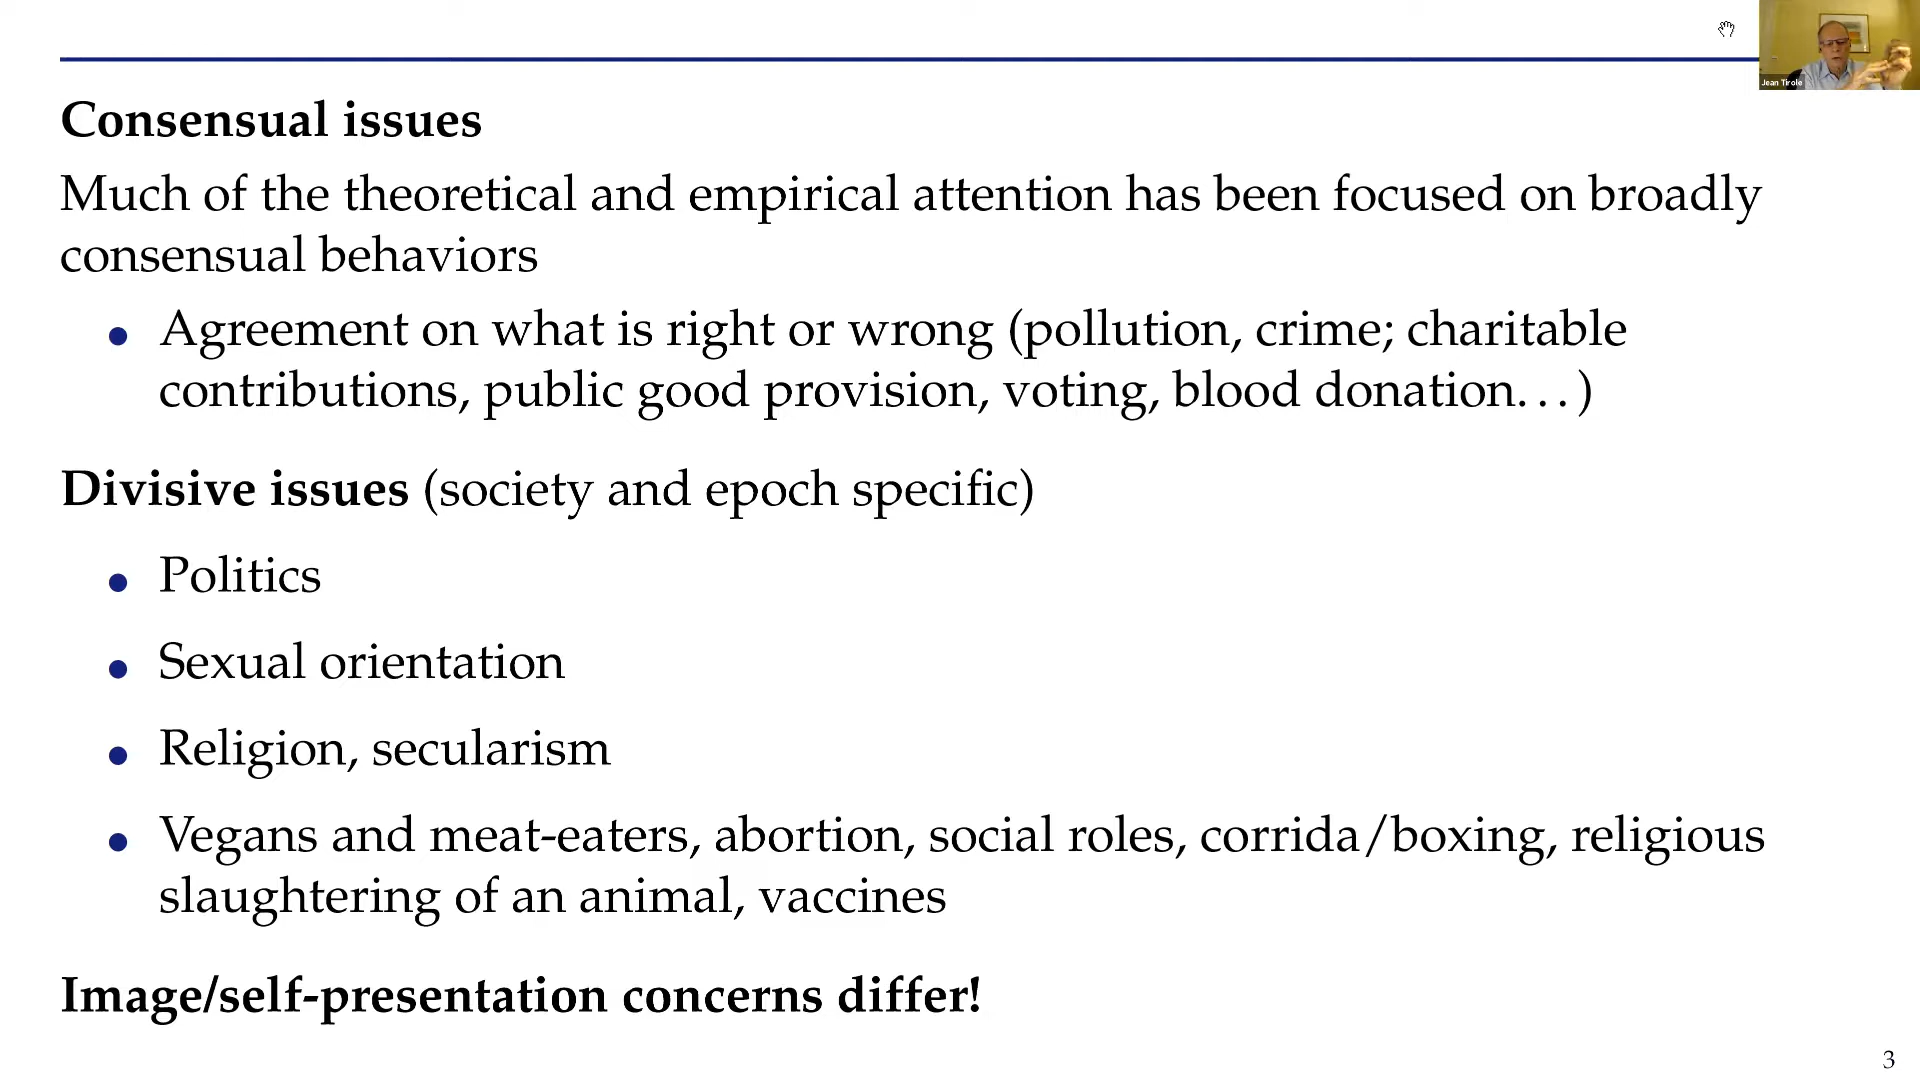 Jean Tirole
Consensual issues
Much of the theoretical and empirical attention has been focused on broadly
consensual behaviors
• Agreement on what is right or wrong (pollution, crime; charitable
contributions, public good provision, voting, blood donation. . . )
Divisive issues (society and epoch specific)
• Politics
• Sexual orientation
• Religion, secularism
• Vegans and meat-eaters, abortion, social roles, corrida/boxing, religious
slaughtering of an animal, vaccines
Image/self-presentation concerns differ!
3